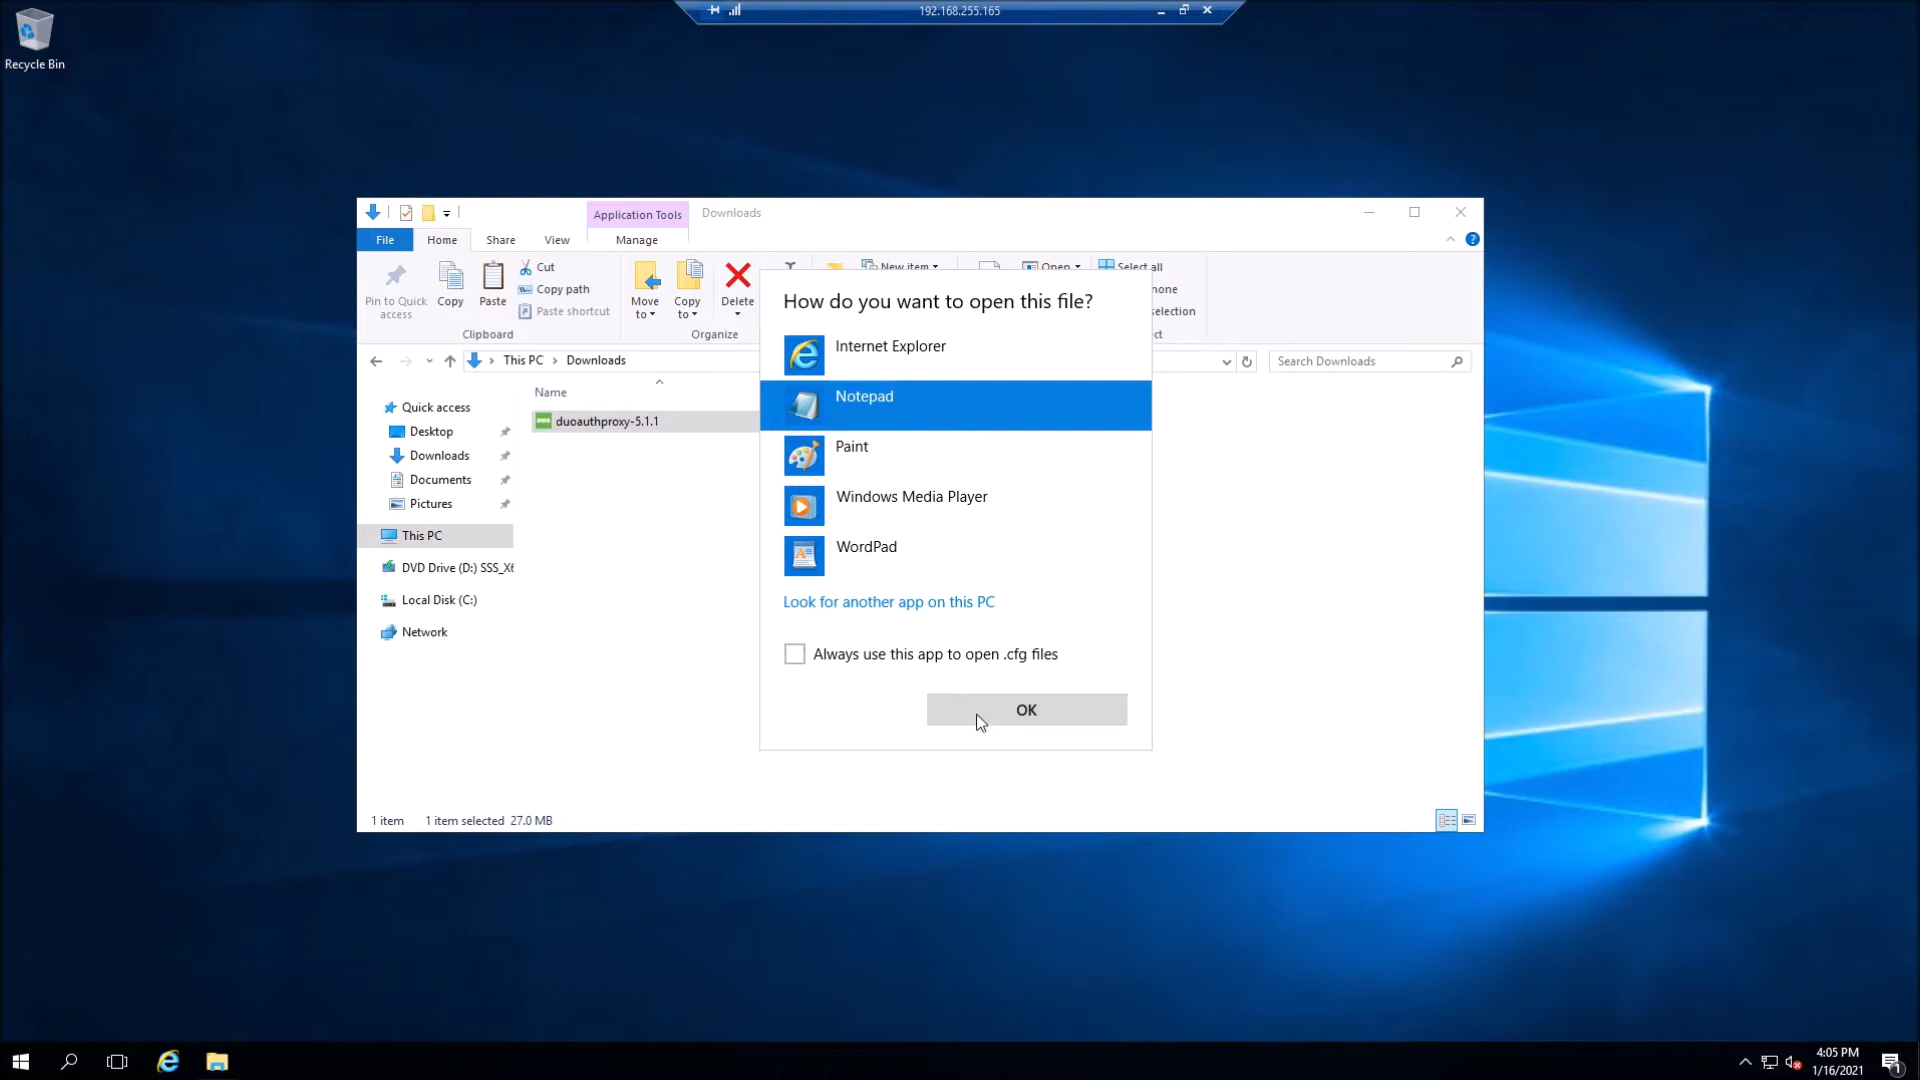 192.168.255.165
Recycle Bin
Application Tools
Downloads
File
Home
Share
View
Manage
Pin to Quick access
Copy
Paste
Cut
Copy path
Paste shortcut
Clipboard
Move to
Copy to
Delete
Organize
New item
Open
Select all
none
selection
ct
This PC > Downloads
Search Downloads
Name
duoauthproxy-5.1.1
Quick access
Desktop
Downloads
Documents
Pictures
This PC
DVD Drive (D:) SSS_X6
Local Disk (C:)
Network
How do you want to open this file?
Internet Explorer
Notepad
Paint
Windows Media Player
WordPad
Look for another app on this PC
Always use this app to open .cfg files
OK
1 item
1 item selected 27.0 MB
4:05 PM
1/16/2021
1